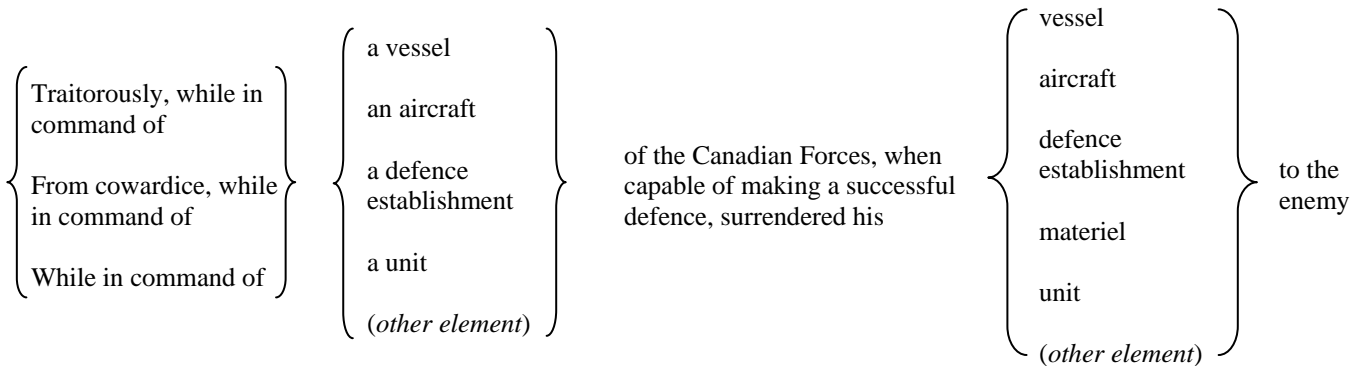 Traitorously, while in
command of
From cowardice, while
in command of
While in command of
a vessel
an aircraft
a defence
establishment
a unit
(other element)
of the Canadian Forces, when
capable of making a successful
defence, surrendered his
vessel
aircraft
defence
establishment
materiel
unit
(other element)
to the
enemy